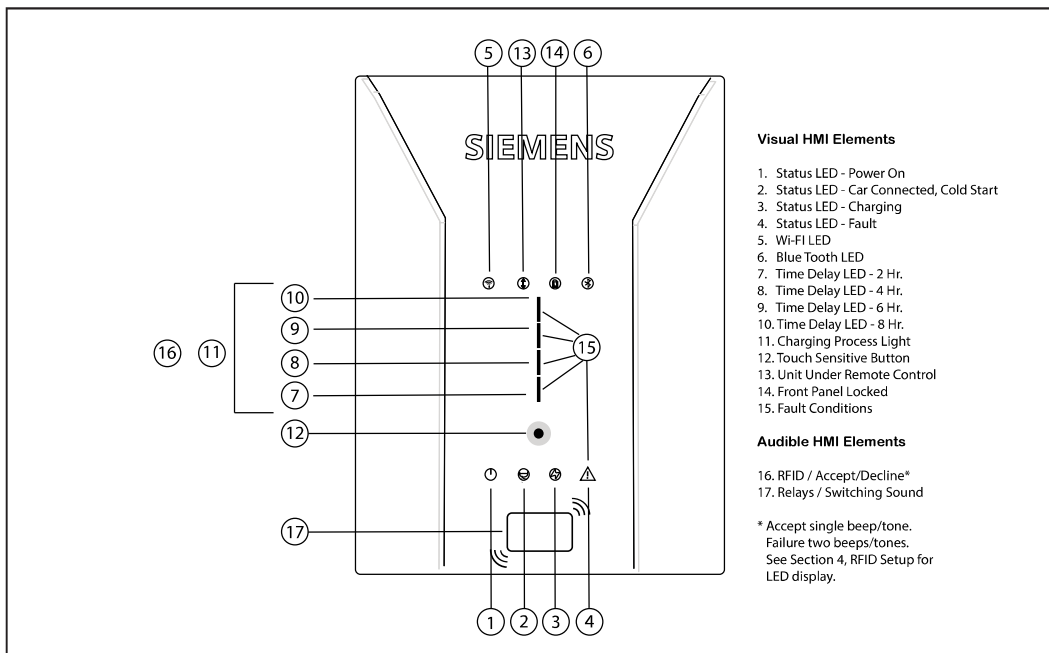 5 13 14 6
SIEMENS
10
9
15
16 11
8
7
12
17
1 2 3 4
Visual HMI Elements
1. Status LED - Power On
2. Status LED - Car Connected, Cold Start
3. Status LED - Charging
4. Status LED - Fault
5. Wi-FI LED
6. Blue Tooth LED
7. Time Delay LED - 2 Hr.
8. Time Delay LED - 4 Hr.
9. Time Delay LED - 6 Hr.
10. Time Delay LED - 8 Hr.
11. Charging Process Light
12. Touch Sensitive Button
13. Unit Under Remote Control
14. Front Panel Locked
15. Fault Conditions
Audible HMI Elements
16. RFID / Accept/Decline*
17. Relays / Switching Sound
* Accept single beep/tone.
Failure two beeps/tones.
See Section 4, RFID Setup for
LED display.